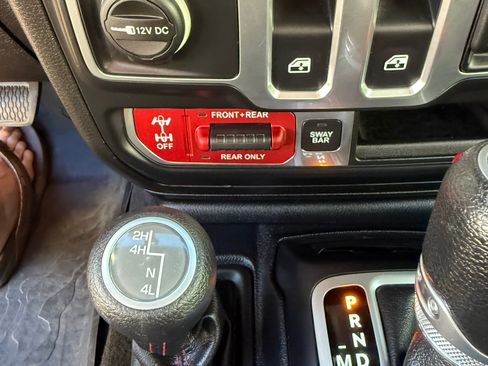 12V DC
FRONT+REAR
OFF
REAR ONLY
SWAY
BAR
2H
4H
N
4L
P
R
N
D
M